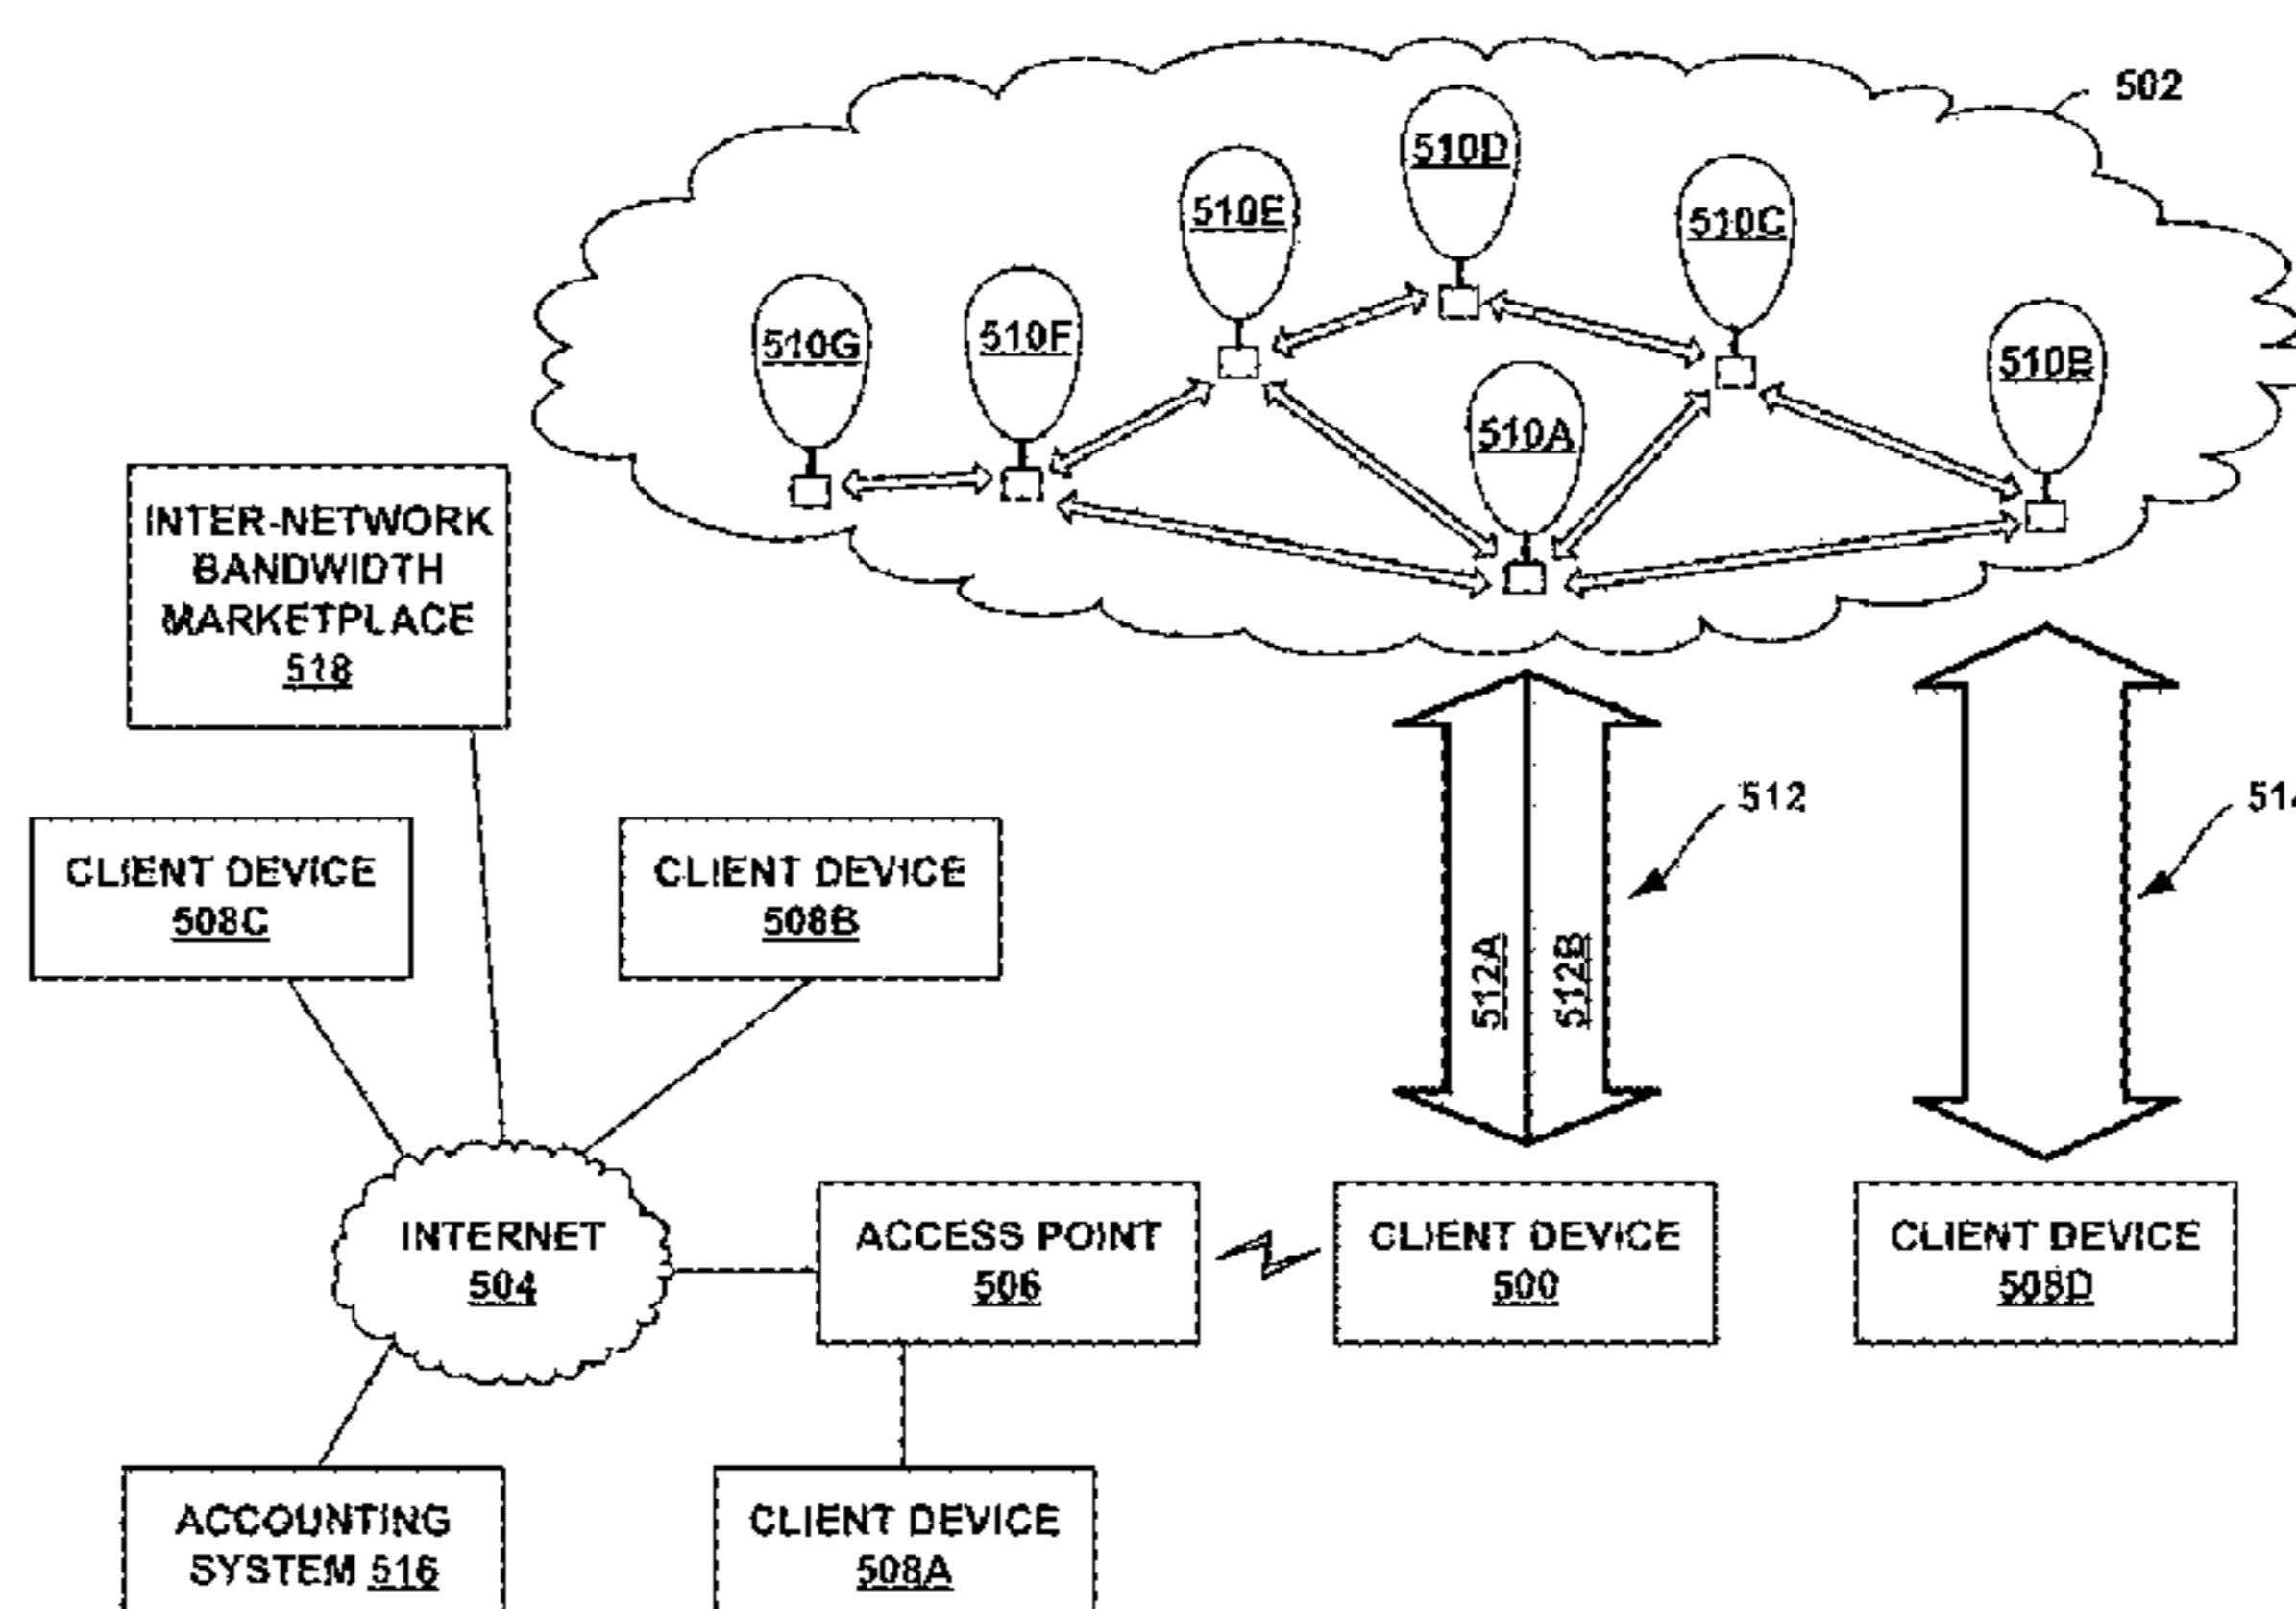 502
510D
510E
510C
510G
510F
510B
510A
INTER-NETWORK
BANDWIDTH
MARKETPLACE
518
512
CLIENT DEVICE
508C
CLIENT DEVICE
508B
512A
512B
INTERNET
504
ACCESS POINT
506
CLIENT DEVICE
500
CLIENT DEVICE
508D
ACCOUNTING
SYSTEM 516
CLIENT DEVICE
508A